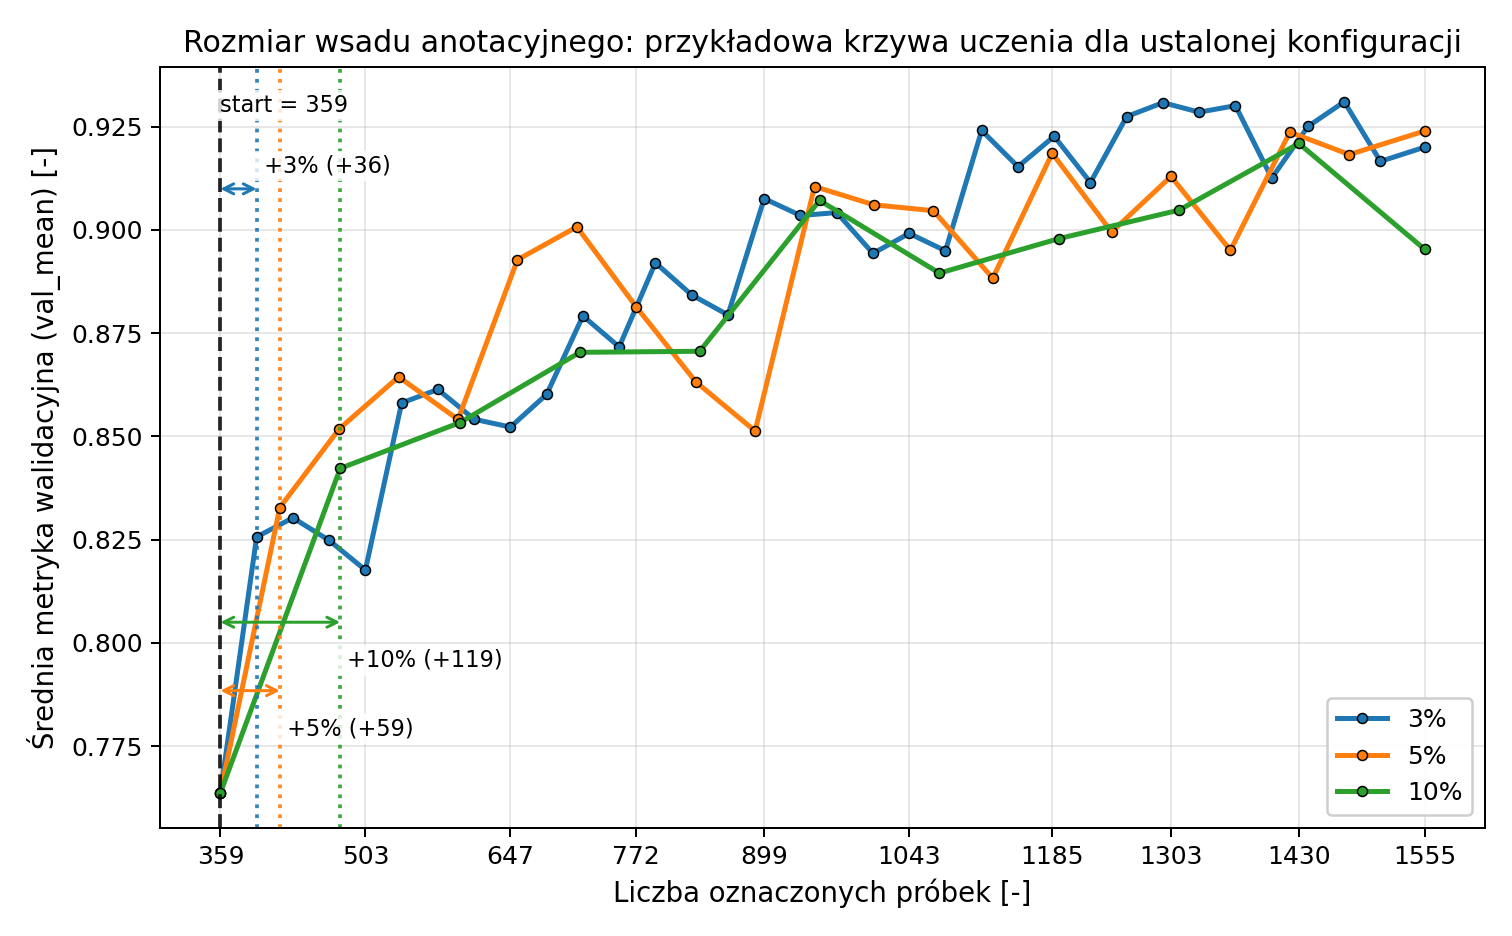 Rozmiar wsadu anotacyjnego: przykładowa krzywa uczenia dla ustalonej konfiguracji
Średnia metryka walidacyjna (val_mean) [-]
0.925
0.900
0.875
0.850
0.825
0.800
0.775
start = 359
+3% (+36)
+10% (+119)
+5% (+59)
3%
5%
10%
359 503 647 772 899 1043 1185 1303 1430 1555
Liczba oznaczonych próbek [-]